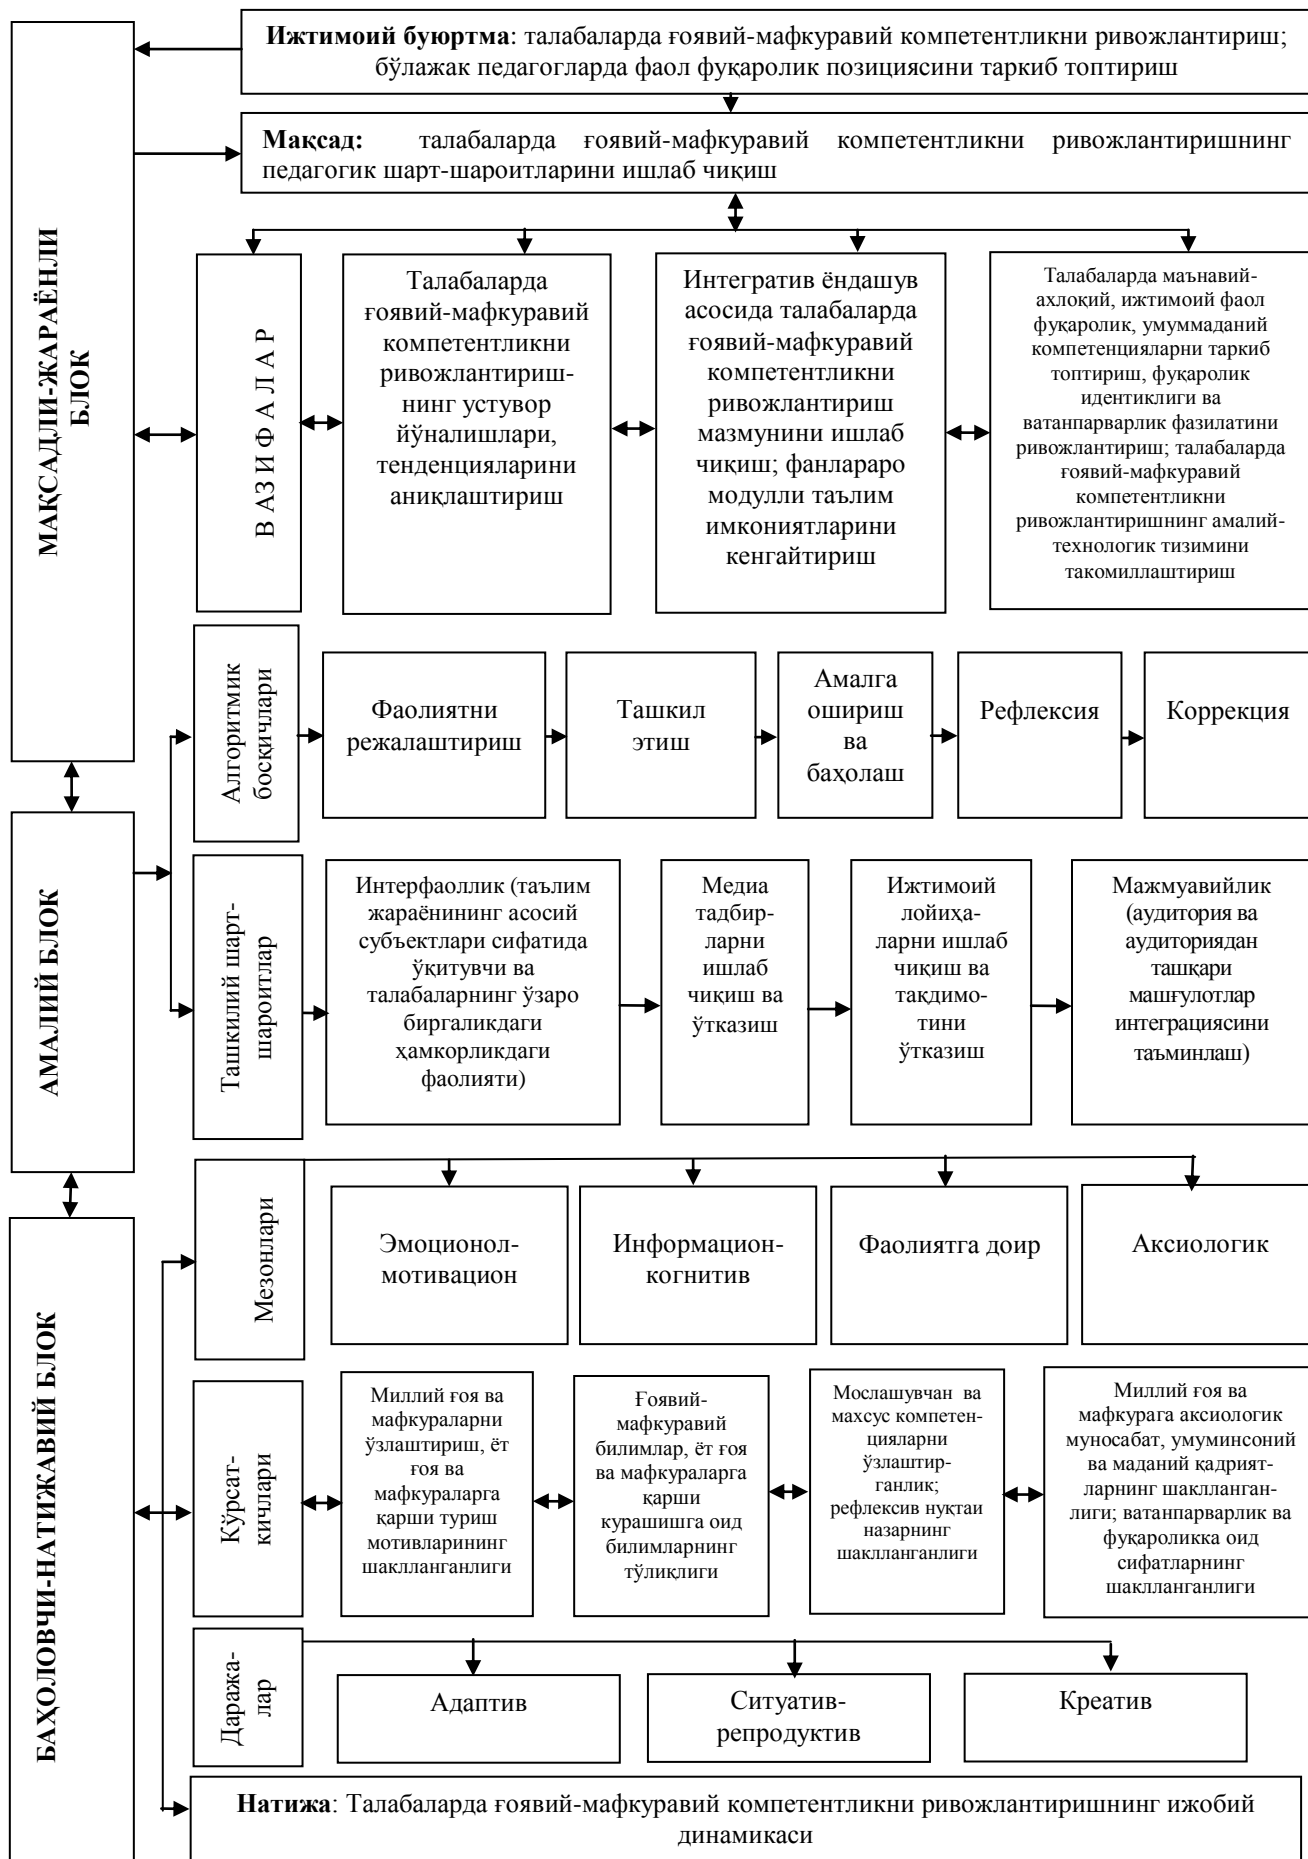 Ижтимоий буюртма: талабаларда ғоявий-мафкуравий компетентликни ривожлантириш;
бўлажак педагогларда фаол фуқаролик позициясини таркиб топтириш
Мақсад: талабаларда ғоявий-мафкуравий компетентликни ривожлантиришнинг
педагогик шарт-шароитларини ишлаб чиқиш
МАҚСАДЛИ-ЖАРАЁНЛИ
БЛОК
В А З И Ф А Л А Р
Талабаларда
ғоявий-мафкуравий
компетентликни
ривожлантириш-
нинг устувор
йўналишлари,
тенденцияларини
аниқлаштириш
Интегратив ёндашув
асосида талабаларда
ғоявий-мафкуравий
компетентликни
ривожлантириш
мазмунини ишлаб
чиқиш; фанлараро
модулли таълим
имкониятларини
кенгайтириш
Талабаларда маънавий-
ахлоқий, ижтимоий фаол
фуқаролик, умуммаданий
компетенцияларни таркиб
топтириш, фуқаролик
идентиклиги ва
ватанпарварлик фазилатини
ривожлантириш; талабаларда
ғоявий-мафкуравий
компетентликни
ривожлантиришнинг амалий-
технологик тизимини
такомиллаштириш
АМАЛИЙ БЛОК
Алгоритмик
босқичлари
Фаолиятни
режалаштириш
Ташкил
этиш
Амалга
ошириш
ва
баҳолаш
Рефлексия
Коррекция
Ташкилий шарт-
шароитлар
Интерфаоллик (таълим
жараёнининг асосий
субъектлари сифатида
ўқитувчи ва
талабаларнинг ўзаро
биргаликдаги
ҳамкорликдаги
фаолияти)
Медиа
тадбир-
ларни
ишлаб
чиқиш ва
ўтказиш
Ижтимоий
лойиҳа-
ларни ишлаб
чиқиш ва
тақдимо-
тини
ўтказиш
Мажмуавийлик
(аудитория ва
аудиториядан
ташқари
машғулотлар
интеграциясини
таъминлаш)
БАҲОЛОВЧИ-НАТИЖАВИЙ БЛОК
Мезонлари
Эмоционол-
мотивацион
Информацион-
когнитив
Фаолиятга доир
Аксиологик
Кўрсат-
кичлари
Миллий ғоя ва
мафкураларни
ўзлаштириш, ёт
ғоя ва
мафкураларга
қарши туриш
мотивларининг
шаклланганлиги
Ғоявий-
мафкуравий
билимлар, ёт ғоя
ва мафкураларга
қарши
курашишга оид
билимларнинг
тўлиқлиги
Мослашувчан ва
махсус компетен-
цияларни
ўзлаштир-
ганлик;
рефлексив нуқтаи
назарнинг
шаклланганлиги
Миллий ғоя ва
мафкурага аксиологик
муносабат, умуминсоний
ва маданий қадрият-
ларнинг шаклланган-
лиги; ватанпарварлик ва
фуқароликка оид
сифатларнинг
шаклланганлиги
Даража-
лар
Адаптив
Ситуатив-
репродуктив
Креатив
Натижа: Талабаларда ғоявий-мафкуравий компетентликни ривожлантиришнинг ижобий
динамикаси